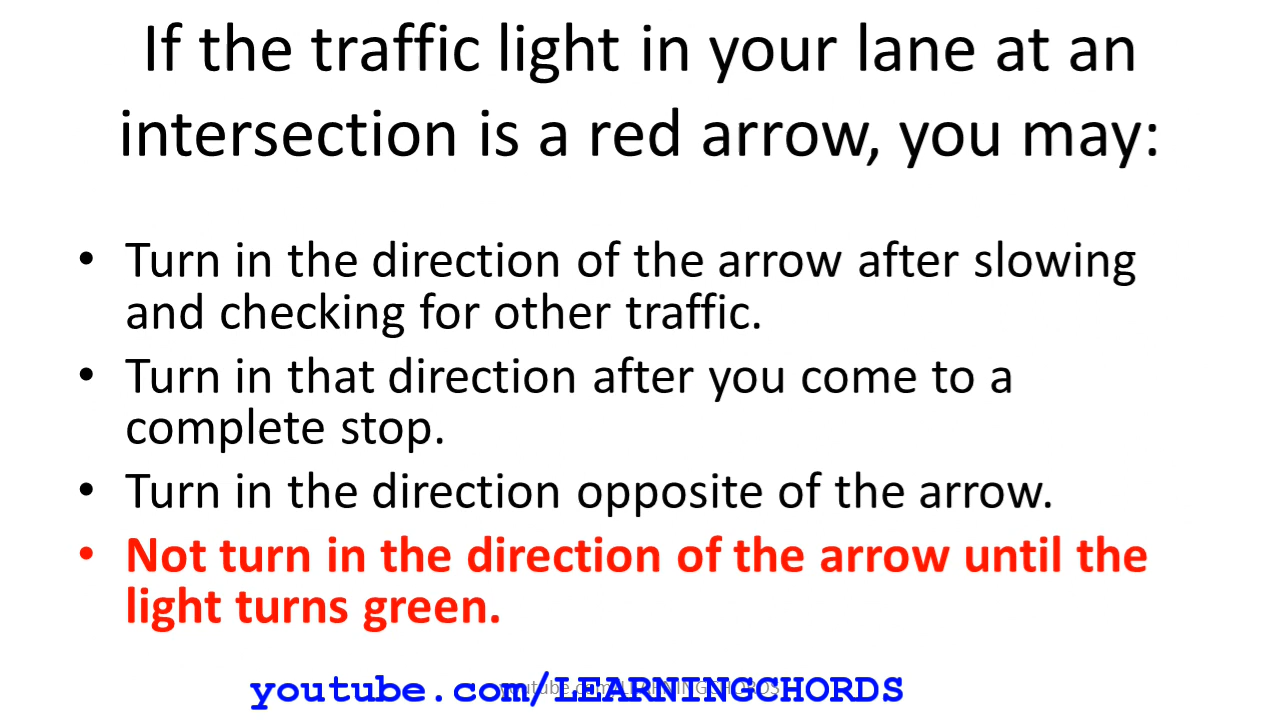 If the traffic light in your lane at an
intersection is a red arrow, you may:
• Turn in the direction of the arrow after slowing
and checking for other traffic.
• Turn in that direction after you come to a
complete stop.
• Turn in the direction opposite of the arrow.
• Not turn in the direction of the arrow until the
light turns green.
youtube.com/LEARNINGCHORDS
youtube.com/LEARNINGCHORDS